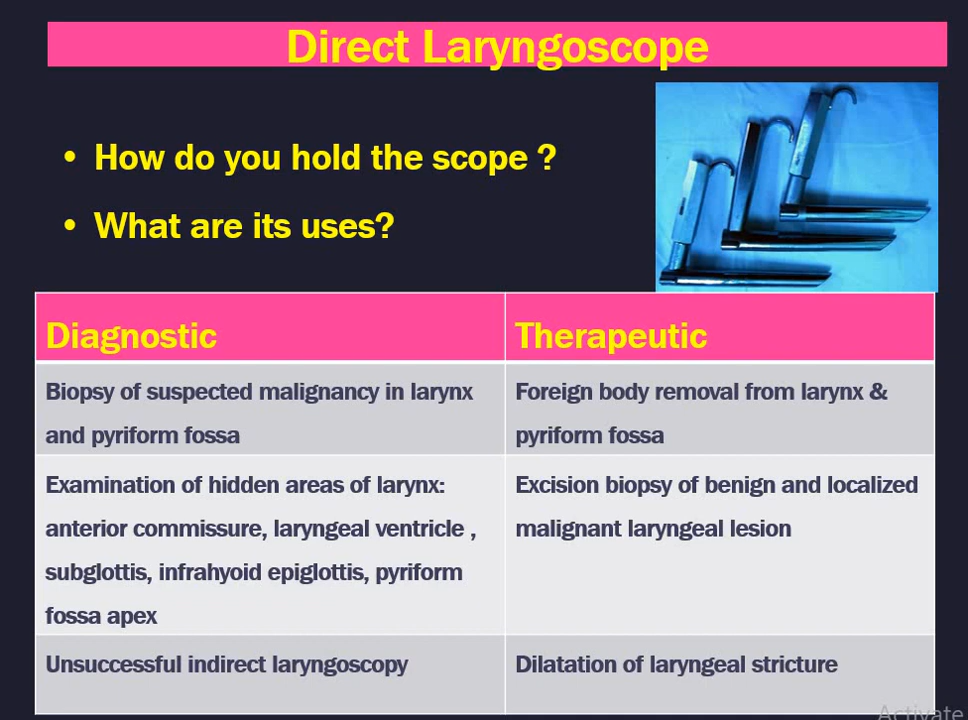 Direct Laryngoscope
• How do you hold the scope ?
• What are its uses?
Diagnostic
Therapeutic
Biopsy of suspected malignancy in larynx
and pyriform fossa
Foreign body removal from larynx &
pyriform fossa
Examination of hidden areas of larynx:
anterior commissure, laryngeal ventricle ,
subglottis, infrahyoid epiglottis, pyriform
fossa apex
Excision biopsy of benign and localized
malignant laryngeal lesion
Unsuccessful indirect laryngoscopy
Dilatation of laryngeal stricture
Activate